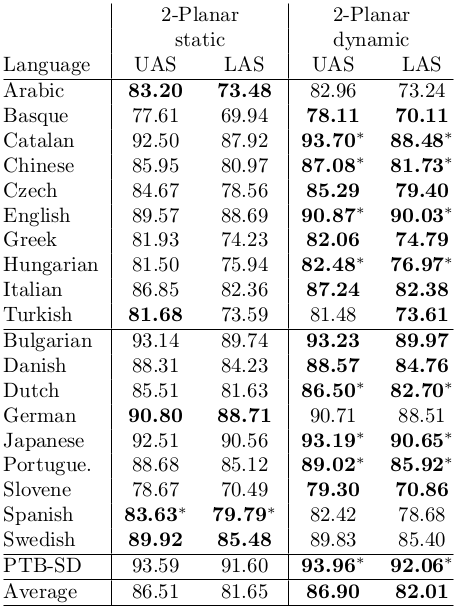 2-Planar 2-Planar
static dynamic
Language UAS LAS UAS LAS
Arabic 83.20 73.48 82.96 73.24
Basque 77.61 69.94 78.11 70.11
Catalan 92.50 87.92 93.70* 88.48*
Chinese 85.95 80.97 87.08* 81.73*
Czech 84.67 78.56 85.29 79.40
English 89.57 88.69 90.87* 90.03*
Greek 81.93 74.23 82.06 74.79
Hungarian 81.50 75.94 82.48* 76.97*
Italian 86.85 82.36 87.24 82.38
Turkish 81.68 73.59 81.48 73.61
Bulgarian 93.14 89.74 93.23 89.97
Danish 88.31 84.23 88.57 84.76
Dutch 85.51 81.63 86.50* 82.70*
German 90.80 88.71 90.71 88.51
Japanese 92.51 90.56 93.19* 90.65*
Portugue. 88.68 85.12 89.02* 85.92*
Slovene 78.67 70.49 79.30 70.86
Spanish 83.63* 79.79* 82.42 78.68
Swedish 89.92 85.48 89.83 85.40
PTB-SD 93.59 91.60 93.96* 92.06*
Average 86.51 81.65 86.90 82.01